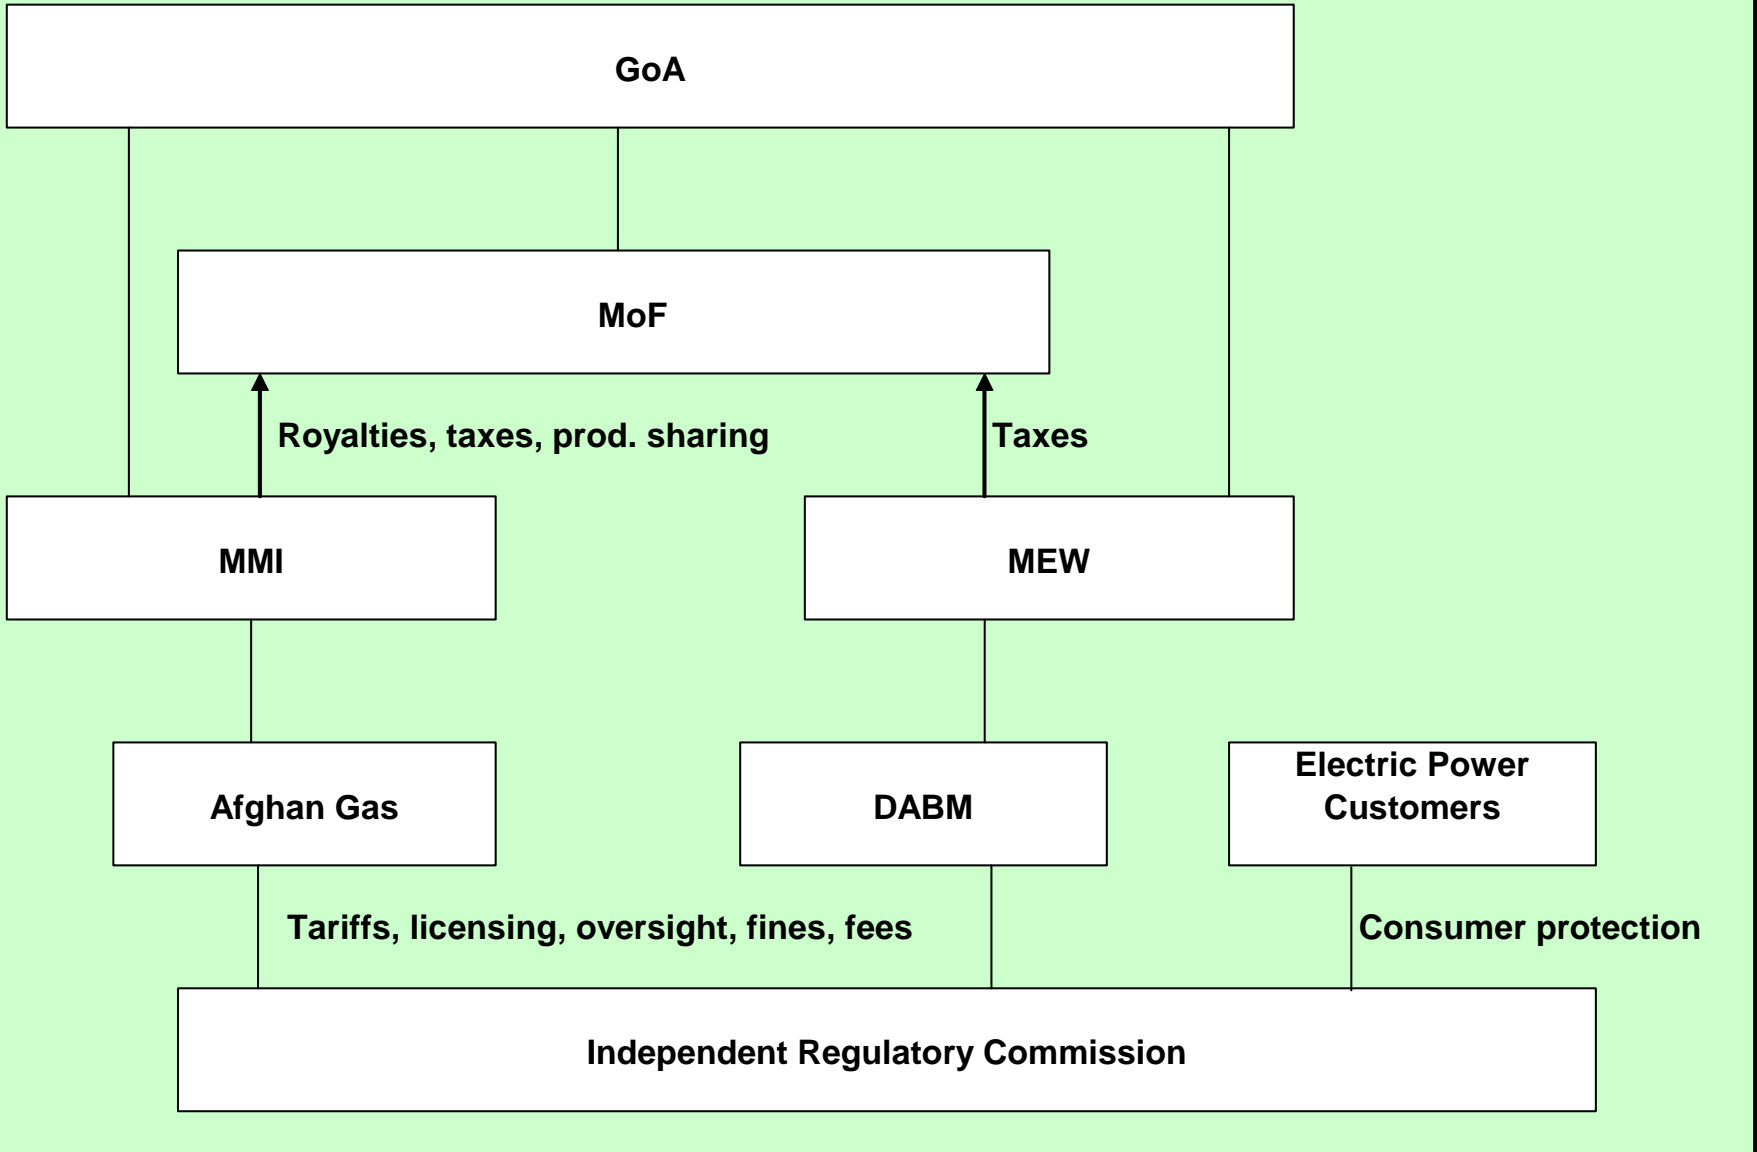 GoA
MoF
Royalties, taxes, prod. sharing
Taxes
MMI
MEW
Afghan Gas
DABM
Electric Power
Customers
Tariffs, licensing, oversight, fines, fees
Consumer protection
Independent Regulatory Commission